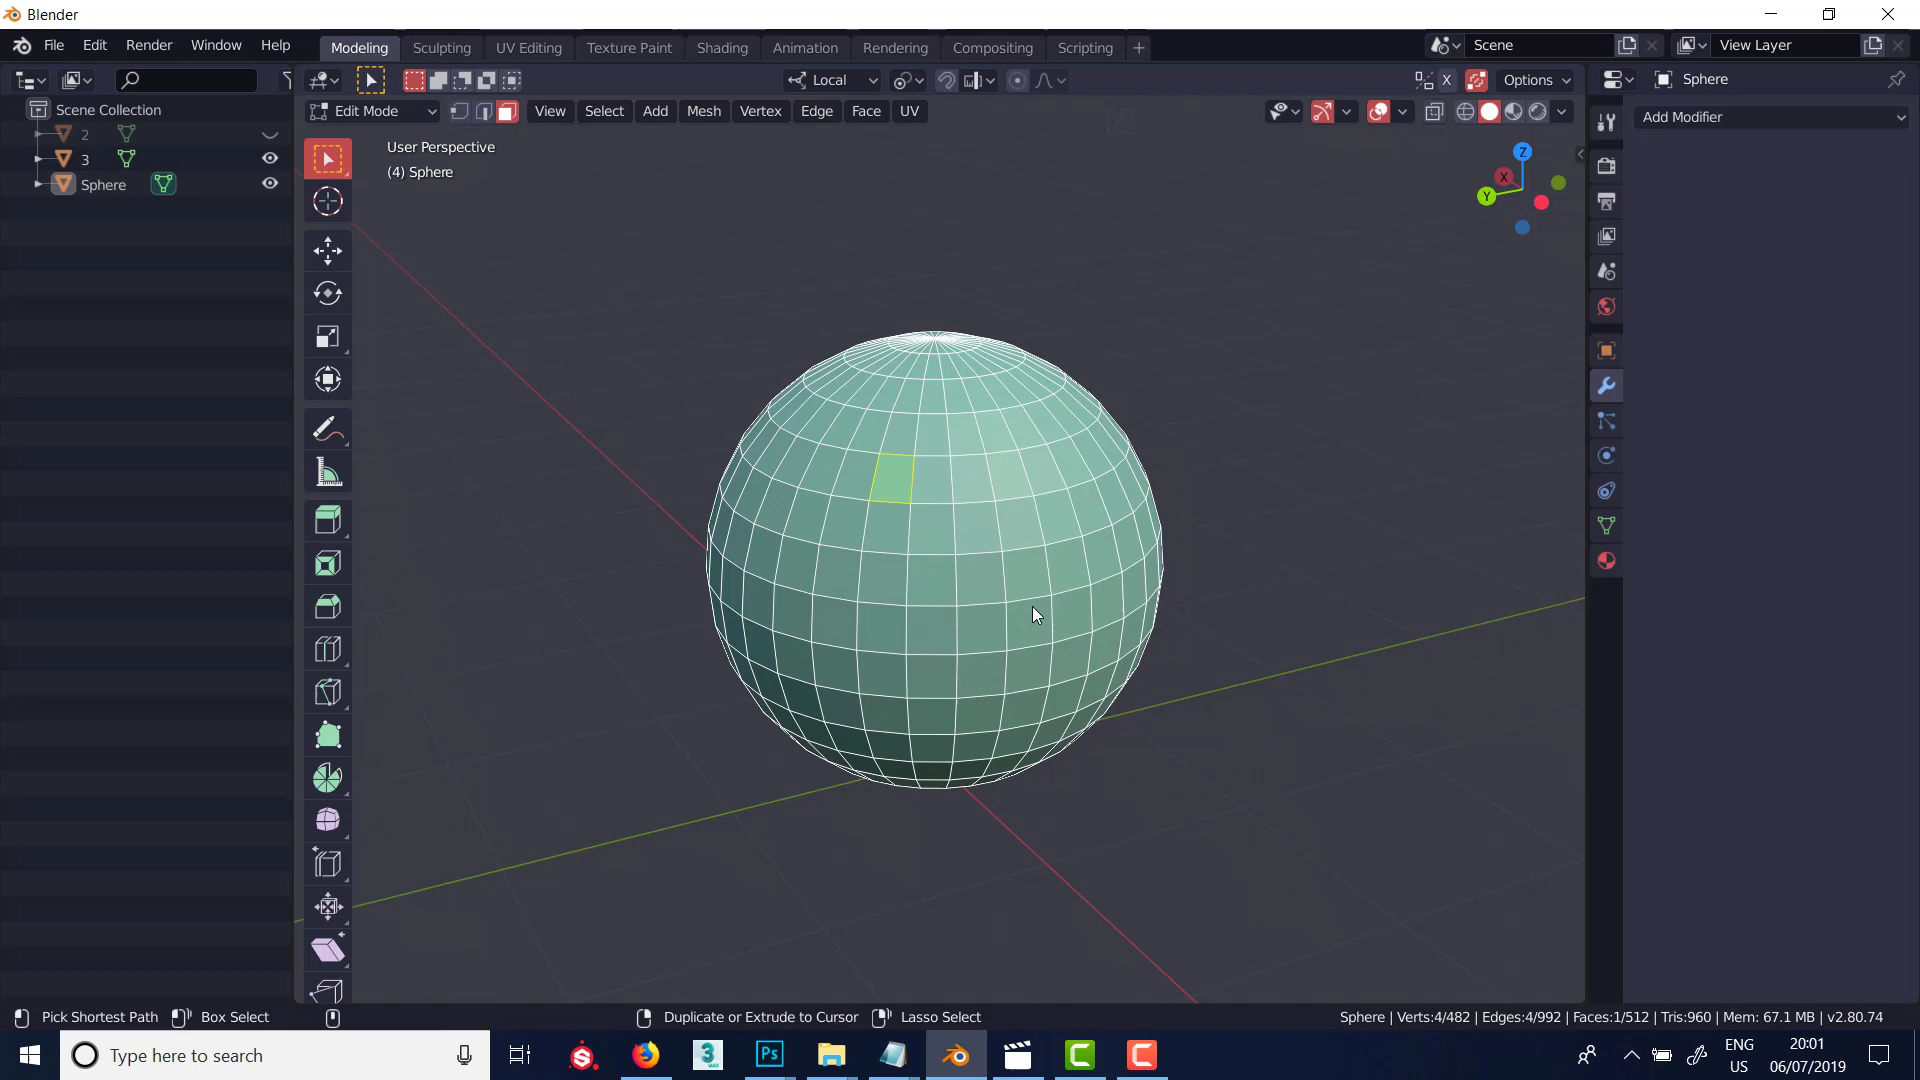 Blender
File Edit Render Window Help
Modeling Sculpting UV Editing Texture Paint Shading Animation Rendering Compositing Scripting +
Scene
View Layer
Local
X
Options
Sphere
Scene Collection
2
3
Sphere
Edit Mode
View Select Add Mesh Vertex Edge Face UV
Add Modifier
User Perspective
(4) Sphere
Z
X
Y
Pick Shortest Path
Box Select
Duplicate or Extrude to Cursor
Lasso Select
Sphere | Verts:4/482 | Edges:4/992 | Faces:1/512 | Tris:960 | Mem: 67.1 MB | v2.80.74
Type here to search
3
MAX
Ps
ENG
US
20:01
06/07/2019